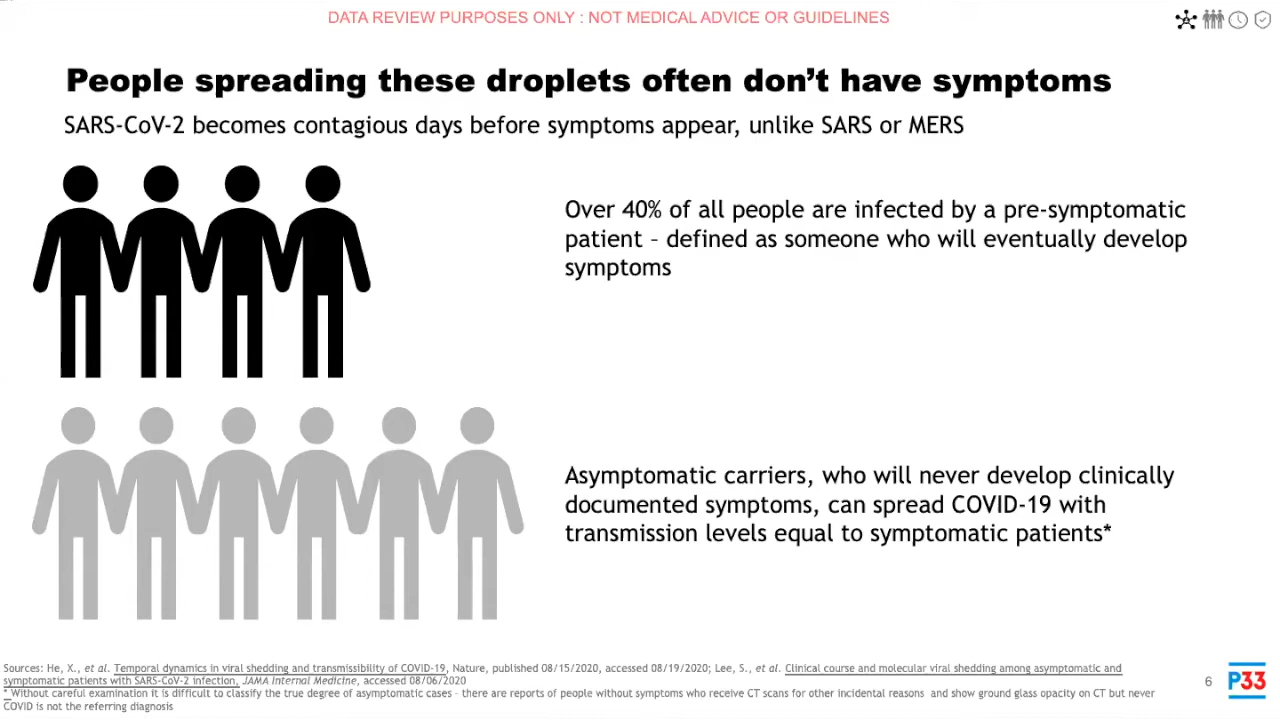 DATA REVIEW PURPOSES ONLY : NOT MEDICAL ADVICE OR GUIDELINES
People spreading these droplets often don’t have symptoms
SARS-CoV-2 becomes contagious days before symptoms appear, unlike SARS or MERS
Over 40% of all people are infected by a pre-symptomatic
patient – defined as someone who will eventually develop
symptoms
Asymptomatic carriers, who will never develop clinically
documented symptoms, can spread COVID-19 with
transmission levels equal to symptomatic patients*
Sources: He, X., et al. Temporal dynamics in viral shedding and transmissibility of COVID-19, Nature, published 08/15/2020, accessed 08/19/2020; Lee, S., et al. Clinical course and molecular viral shedding among asymptomatic and
symptomatic patients with SARS-CoV-2 infection, JAMA Internal Medicine, accessed 08/06/2020
* Without careful examination it is difficult to classify the true degree of asymptomatic cases – there are reports of people without symptoms who receive CT scans for other incidental reasons and show ground glass opacity on CT but never
COVID is not the referring diagnosis
6
P33